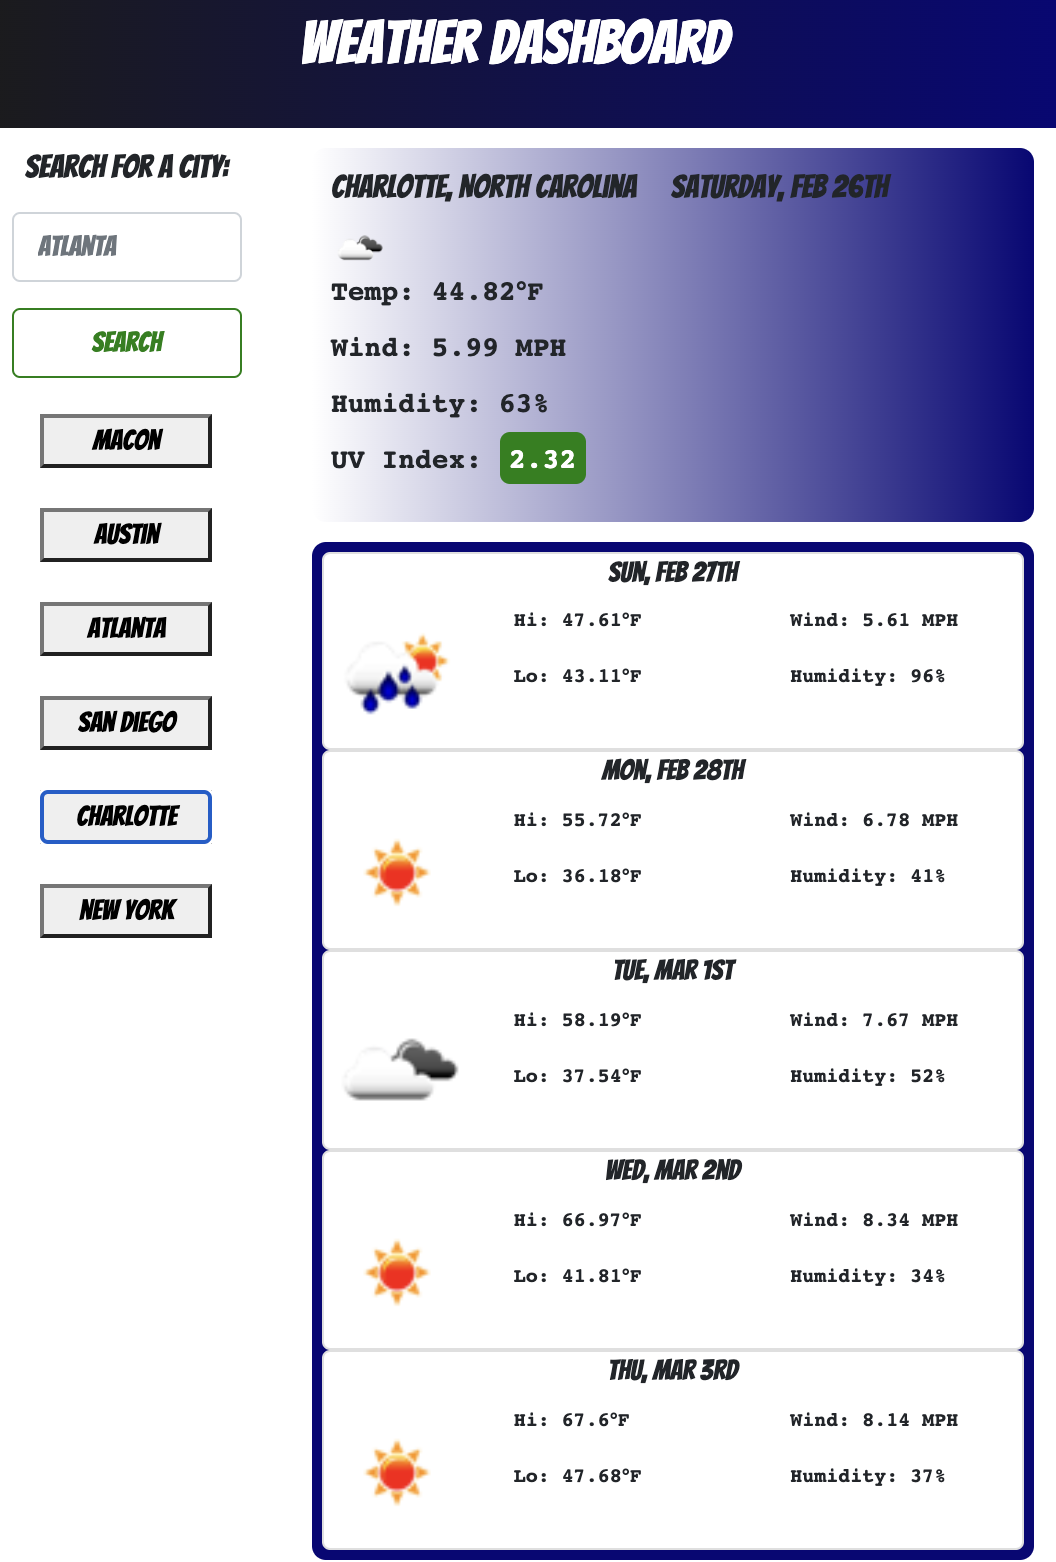 WEATHER DASHBOARD
SEARCH FOR A CITY:
ATLANTA
SEARCH
MACON
AUSTIN
ATLANTA
SAN DIEGO
CHARLOTTE
NEW YORK
CHARLOTTE, NORTH CAROLINA SATURDAY, FEB 26TH
Temp: 44.82°F
Wind: 5.99 MPH
Humidity: 63%
UV Index: 2.32
SUN, FEB 27TH
Hi: 47.61°F Wind: 5.61 MPH
Lo: 43.11°F Humidity: 96%
MON, FEB 28TH
Hi: 55.72°F Wind: 6.78 MPH
Lo: 36.18°F Humidity: 41%
TUE, MAR 1ST
Hi: 58.19°F Wind: 7.67 MPH
Lo: 37.54°F Humidity: 52%
WED, MAR 2ND
Hi: 66.97°F Wind: 8.34 MPH
Lo: 41.81°F Humidity: 34%
THU, MAR 3RD
Hi: 67.6°F Wind: 8.14 MPH
Lo: 47.68°F Humidity: 37%